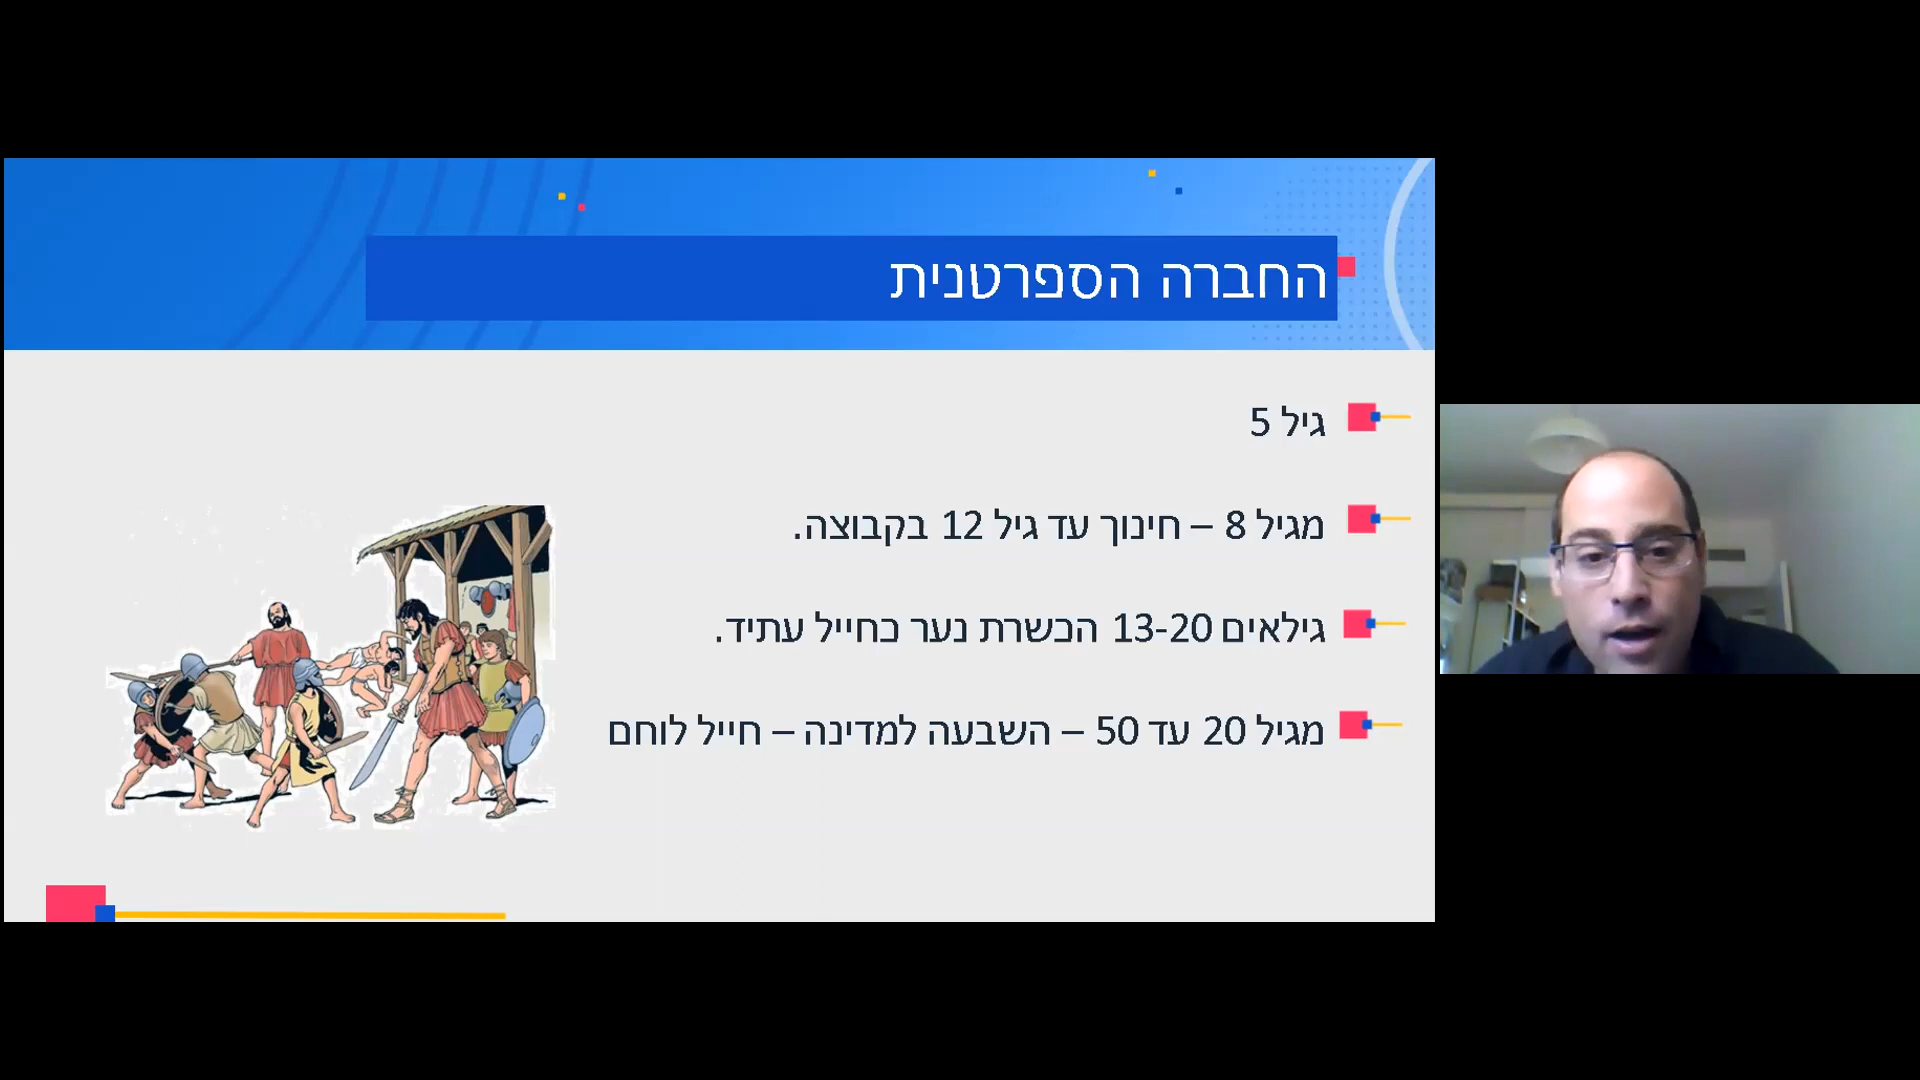 החברה הספרטנית
גיל 5
מגיל 8 – חינוך עד גיל 12 בקבוצה.
גילאים 13-20 הכשרת נער כחייל עתיד.
מגיל 20 עד 50 – השבעה למדינה – חייל לוחם